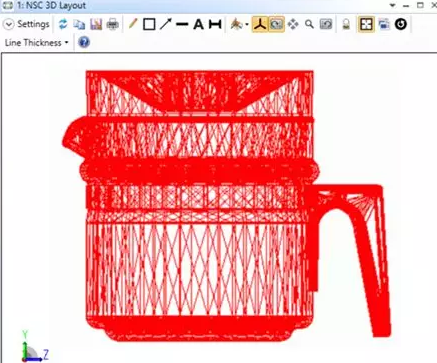 1: NSC 3D Layout
Settings
A
Line Thickness
Y
Z